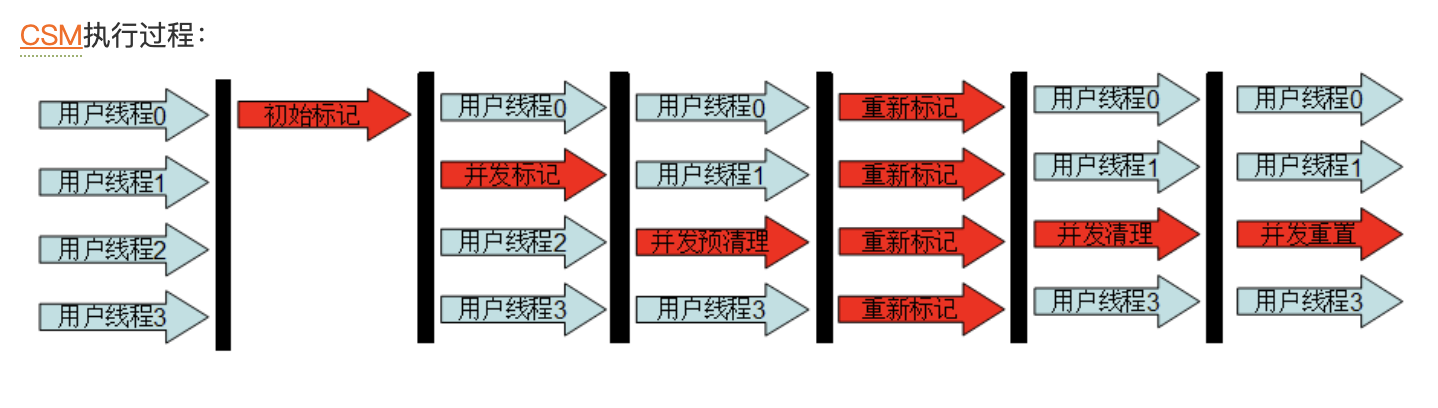 CSM执行过程：
用户线程0 初始标记 用户线程0 用户线程0 重新标记 用户线程0 用户线程0
用户线程1 并发标记 用户线程1 重新标记 用户线程1 用户线程1
用户线程2 用户线程2 并发预清理 重新标记 并发清理 并发重置
用户线程3 用户线程3 用户线程3 重新标记 用户线程3 用户线程3